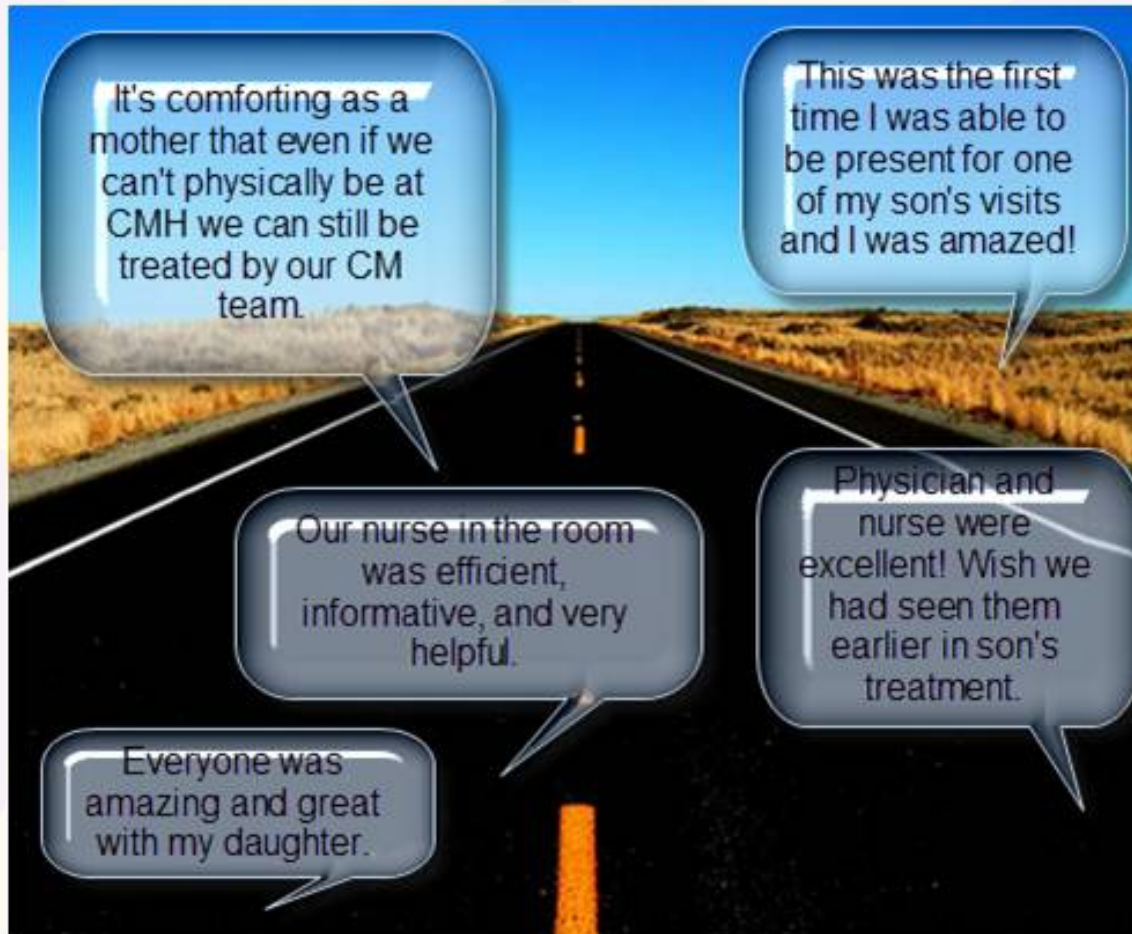 It's comforting as a
mother that even if we
can't physically be at
CMH we can still be
treated by our CM
team.
This was the first
time I was able to
be present for one
of my son's visits
and I was amazed!
Our nurse in the room
was efficient,
informative, and very
helpful.
Physician and
nurse were
excellent! Wish we
had seen them
earlier in son's
treatment.
Everyone was
amazing and great
with my daughter.